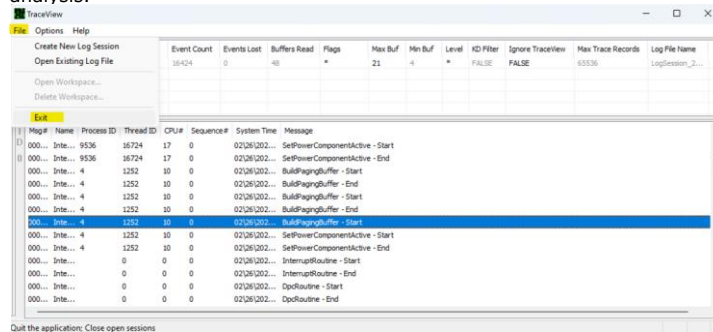 analysis.
TraceView
File Options Help
Create New Log Session
Open Existing Log File
Open Workspace...
Delete Workspace...
Exit
Event Count Events Lost Buffers Read Flags Max Buf Min Buf Level KD Filter Ignore TraceView Max Trace Records Log File Name
16424 0 48 * 21 4 * FALSE FALSE 65536 LogSession_2...
Msg# Name Process ID Thread ID CPU# Sequence# System Time Message
000... Inte... 9536 16724 17 0 02\26\202... SetPowerComponentActive - Start
000... Inte... 9536 16724 17 0 02\26\202... SetPowerComponentActive - End
000... Inte... 4 1252 10 0 02\26\202... BuildPagingBuffer - Start
000... Inte... 4 1252 10 0 02\26\202... BuildPagingBuffer - End
000... Inte... 4 1252 10 0 02\26\202... BuildPagingBuffer - Start
000... Inte... 4 1252 10 0 02\26\202... BuildPagingBuffer - End
000... Inte... 4 1252 10 0 02\26\202... BuildPagingBuffer - Start
000... Inte... 4 1252 10 0 02\26\202... SetPowerComponentActive - Start
000... Inte... 4 1252 10 0 02\26\202... SetPowerComponentActive - End
000... Inte... 0 0 0 02\26\202... InterruptRoutine - Start
000... Inte... 0 0 0 02\26\202... InterruptRoutine - End
000... Inte... 0 0 0 02\26\202... DpcRoutine - Start
000... Inte... 0 0 0 02\26\202... DpcRoutine - End
Quit the application; Close open sessions